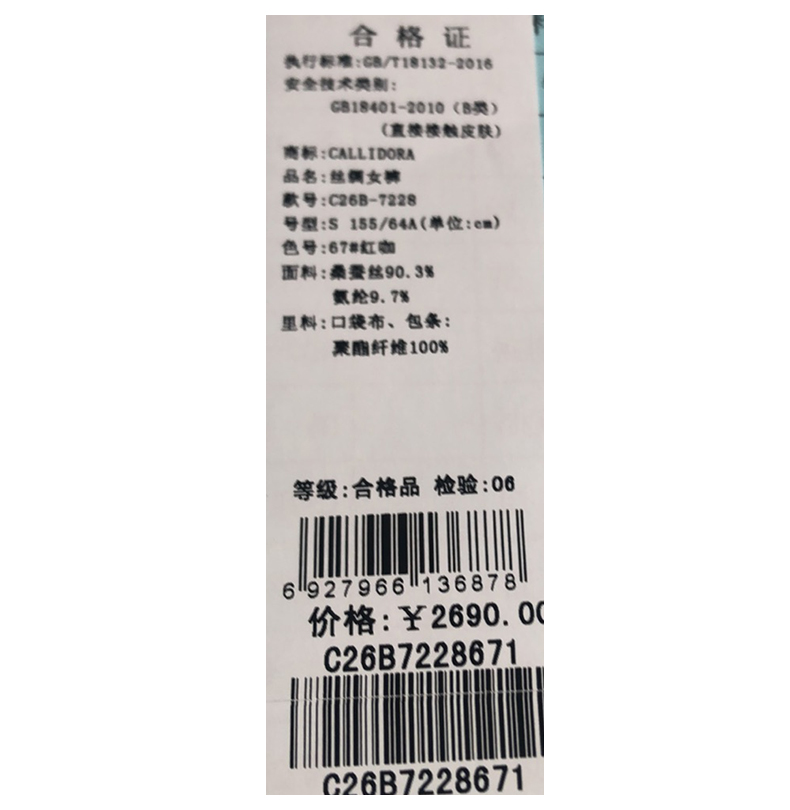 合格证
执行标准:GB/T18132-2016
安全技术类别:
GB18401-2010（B类）
（直接接触皮肤）
商标:CALLIDORA
品名:丝绸女裤
款号:C26B-7228
号型:S 155/64A(单位:cm)
色号:67#红咖
面料:桑蚕丝90.3%
氨纶9.7%
里料:口袋布、包条:
聚酯纤维100%
等级:合格品 检验:06
6 927966 136878
价格:￥2690.00
C26B7228671
C26B7228671